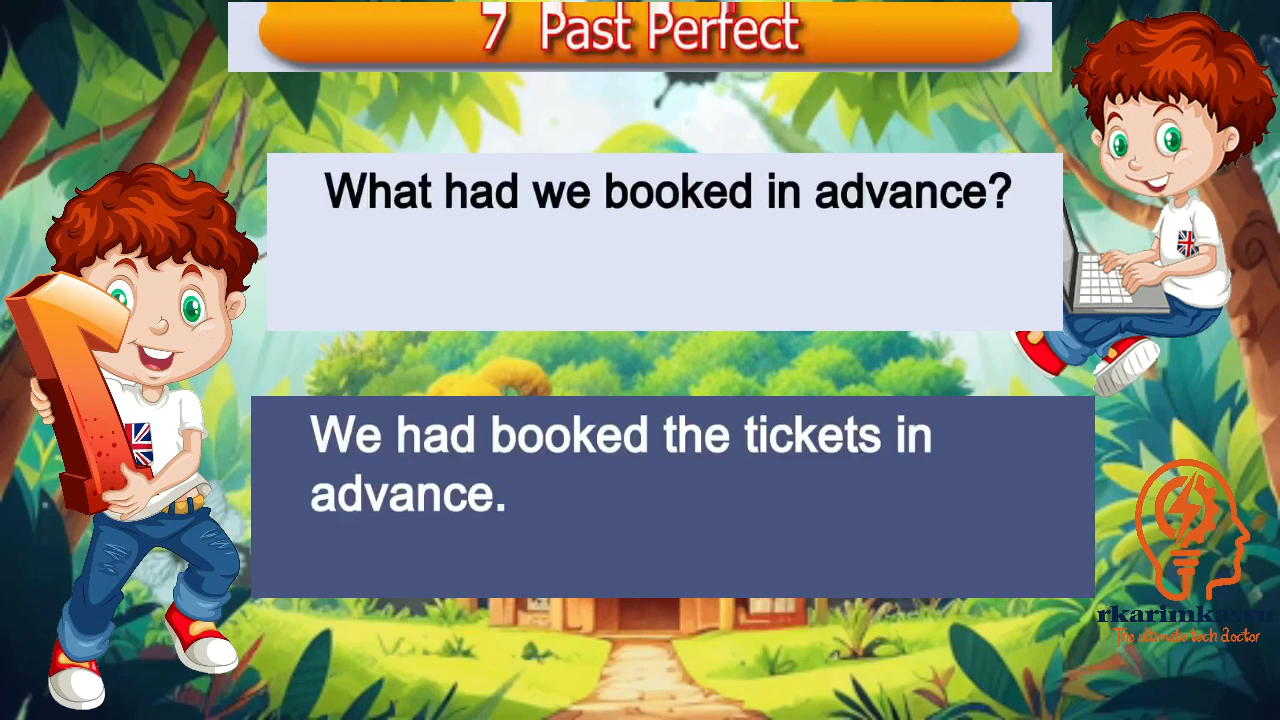 7 Past Perfect
What had we booked in advance?
We had booked the tickets in
advance.
The ultimate tech doctor